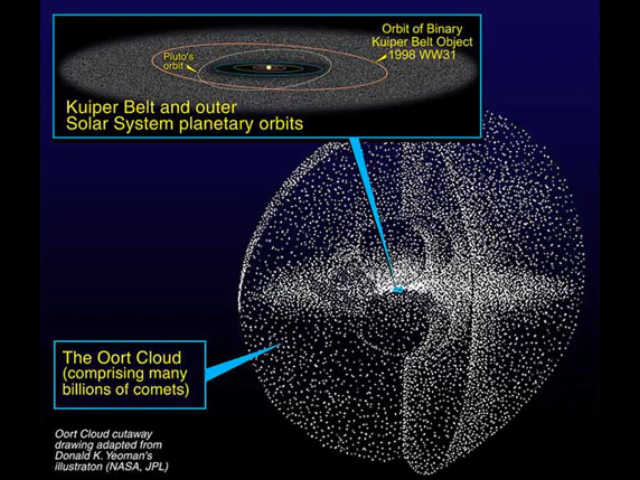 Orbit of Binary
Kuiper Belt Object
1998 WW31
Pluto's
orbit
Kuiper Belt and outer
Solar System planetary orbits
The Oort Cloud
(comprising many
billions of comets)
Oort Cloud cutaway
drawing adapted from
Donald K. Yeoman's
illustraton (NASA, JPL)